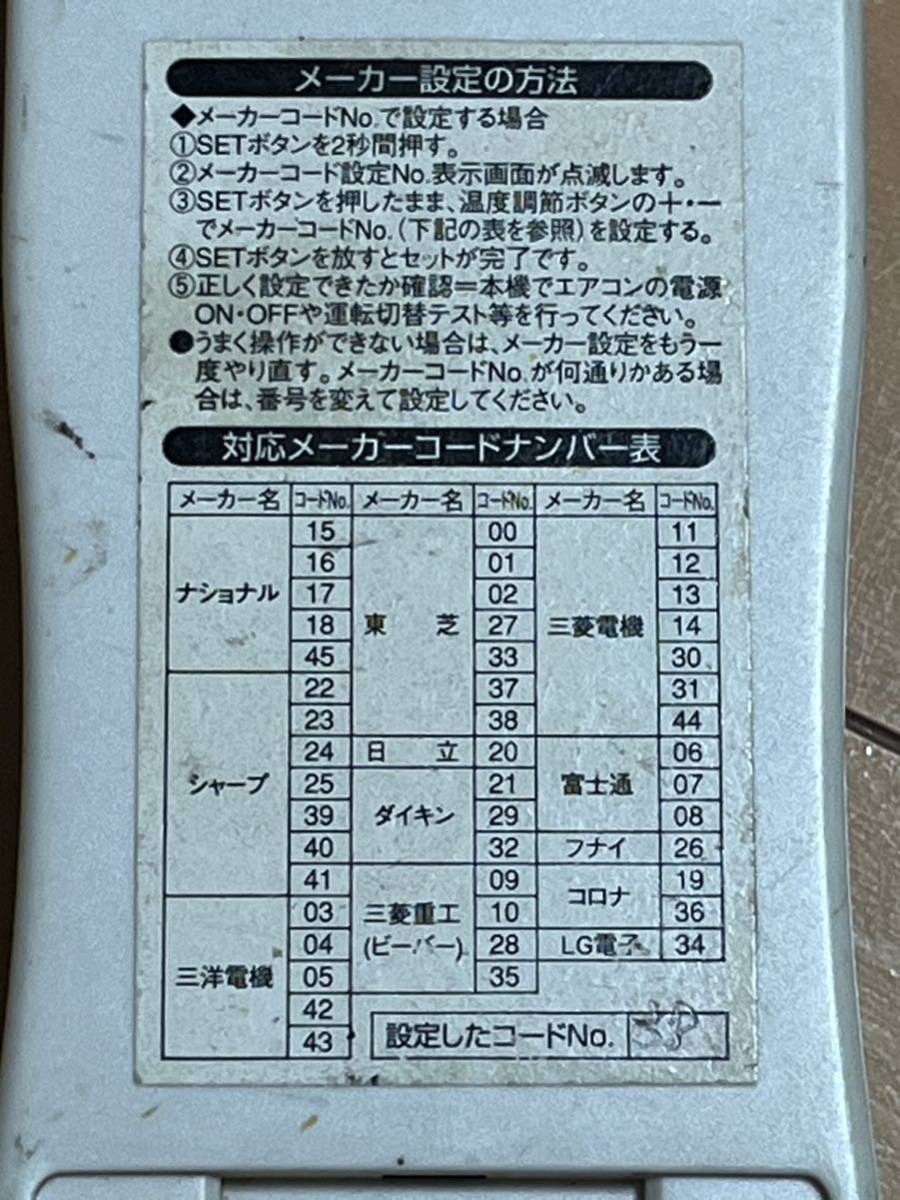 メーカー設定の方法
◆メーカーコードNo.で設定する場合
①SETボタンを2秒間押す。
②メーカーコード設定No.表示画面が点滅します。
③SETボタンを押したまま、温度調節ボタンの＋・－
でメーカーコードNo.(下記の表を参照)を設定する。
④SETボタンを放すとセットが完了です。
⑤正しく設定できたか確認＝本機でエアコンの電源
ON・OFFや運転切替テスト等を行ってください。
●うまく操作ができない場合は、メーカー設定をもう一
度やり直す。メーカーコードNo.が何通りかある場
合は、番号を変えて設定してください。
対応メーカーコードナンバー表
メーカー名 コードNo. メーカー名 コードNo. メーカー名 コードNo.
ナショナル
15
16
17
18
45
シャープ
22
23
24
25
39
40
41
三洋電機
03
04
05
42
43
東芝
00
01
02
27
33
37
38
日立
20
ダイキン
21
29
32
三菱重工
(ビーバー)
09
10
28
35
三菱電機
11
12
13
14
30
31
44
富士通
06
07
08
フナイ
26
コロナ
19
36
LG電子
34
設定したコードNo.